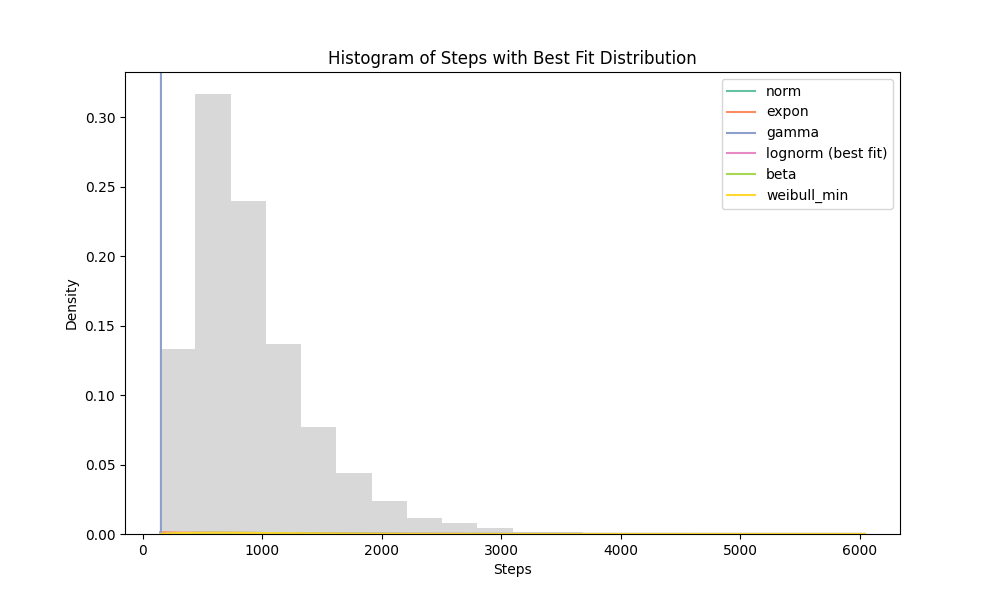 Histogram of Steps with Best Fit Distribution
norm
expon
gamma
lognorm (best fit)
beta
weibull_min
Density
0.30
0.25
0.20
0.15
0.10
0.05
0.00
0 1000 2000 3000 4000 5000 6000
Steps